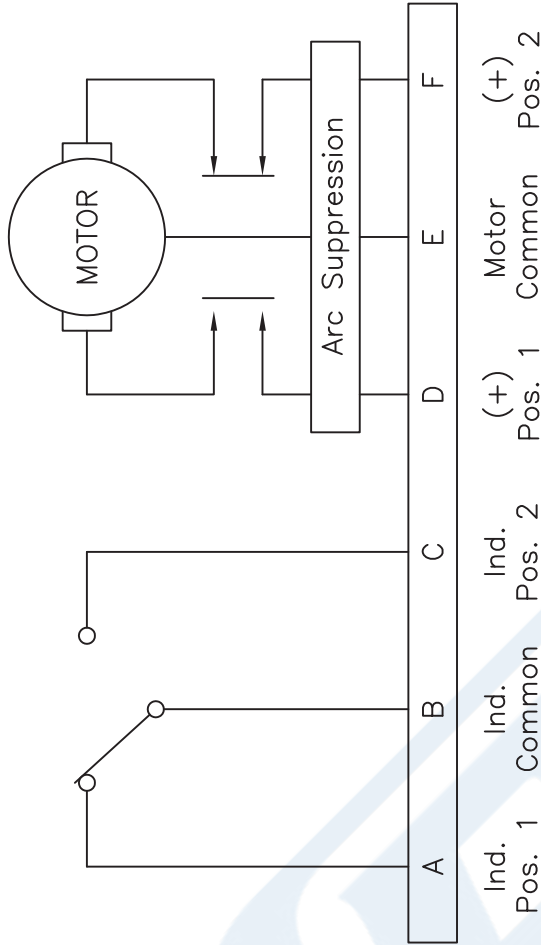 MOTOR
Arc Suppression
A B C D E F
Ind. Ind. Ind. (+) Motor (+)
Pos. 1 Common Pos. 2 Pos. 1 Common Pos. 2